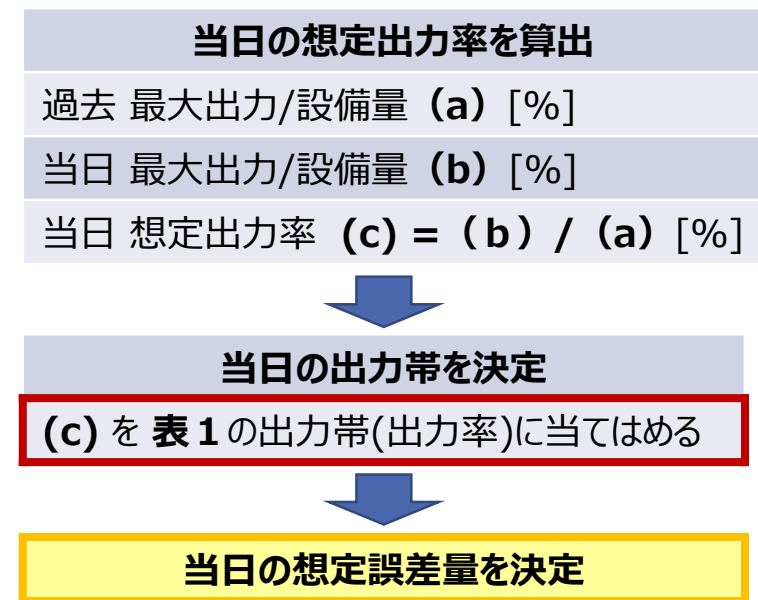 当日の想定出力率を算出
過去 最大出力/設備量（a）[%]
当日 最大出力/設備量（b）[%]
当日 想定出力率 (c) =（ｂ）/（a）[%]
当日の出力帯を決定
(c) を 表１の出力帯(出力率)に当てはめる
当日の想定誤差量を決定